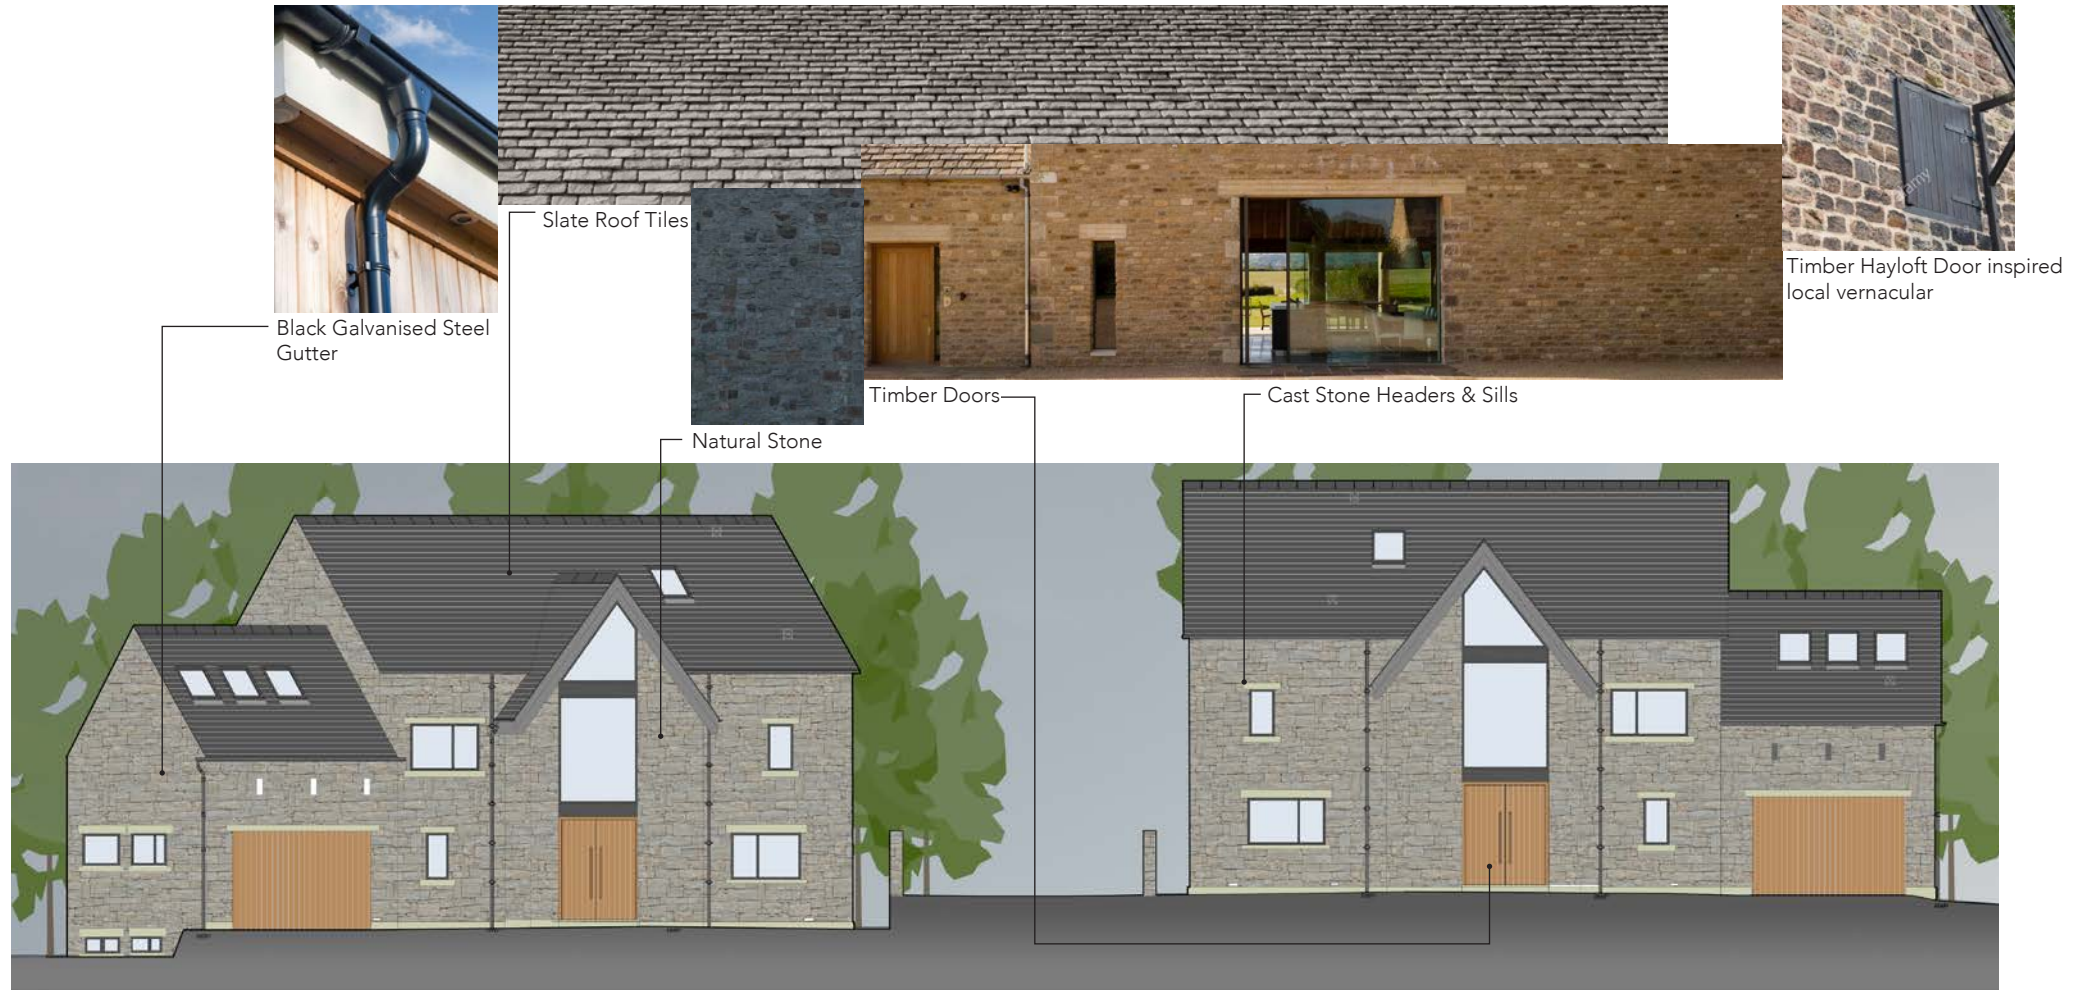 Slate Roof Tiles
Timber Hayloft Door inspired
local vernacular
Black Galvanised Steel
Gutter
Timber Doors
Cast Stone Headers & Sills
Natural Stone